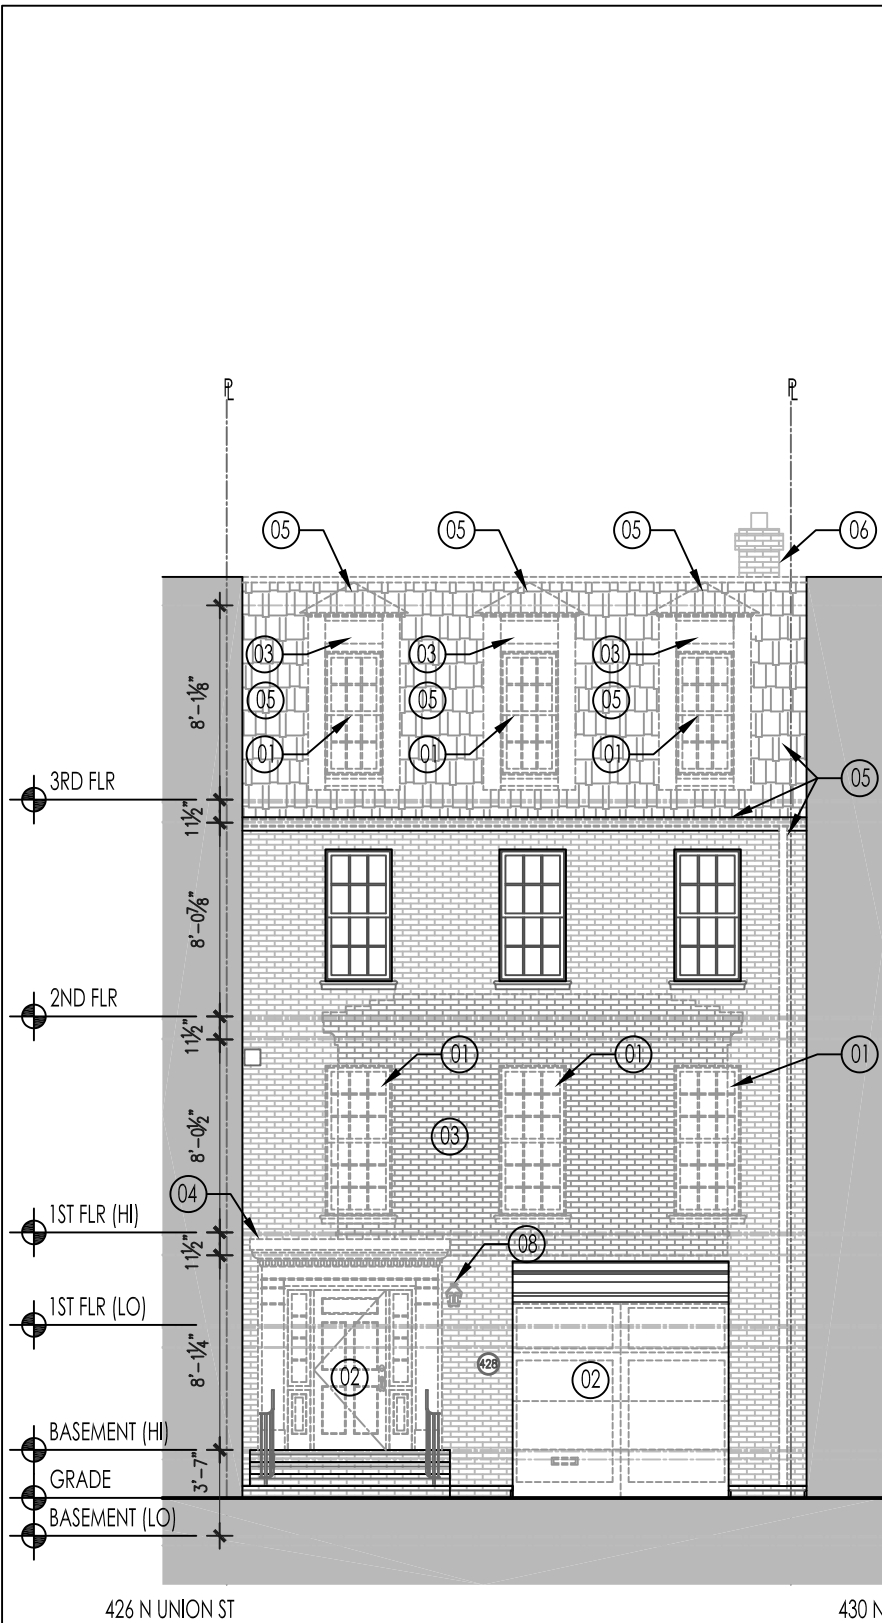 PL PL
05 05 05 06
03 03 03
05 05 05
01 01 01
8'-1⅛"
3RD FLR
05
11½"
8'-0⅞"
2ND FLR
11½"
01 01 01
8'-0½"
03
04
1ST FLR (HI)
11½"
08
1ST FLR (LO)
8'-1¼"
428
02 02
BASEMENT (HI)
3'-7"
GRADE
BASEMENT (LO)
426 N UNION ST 430 N